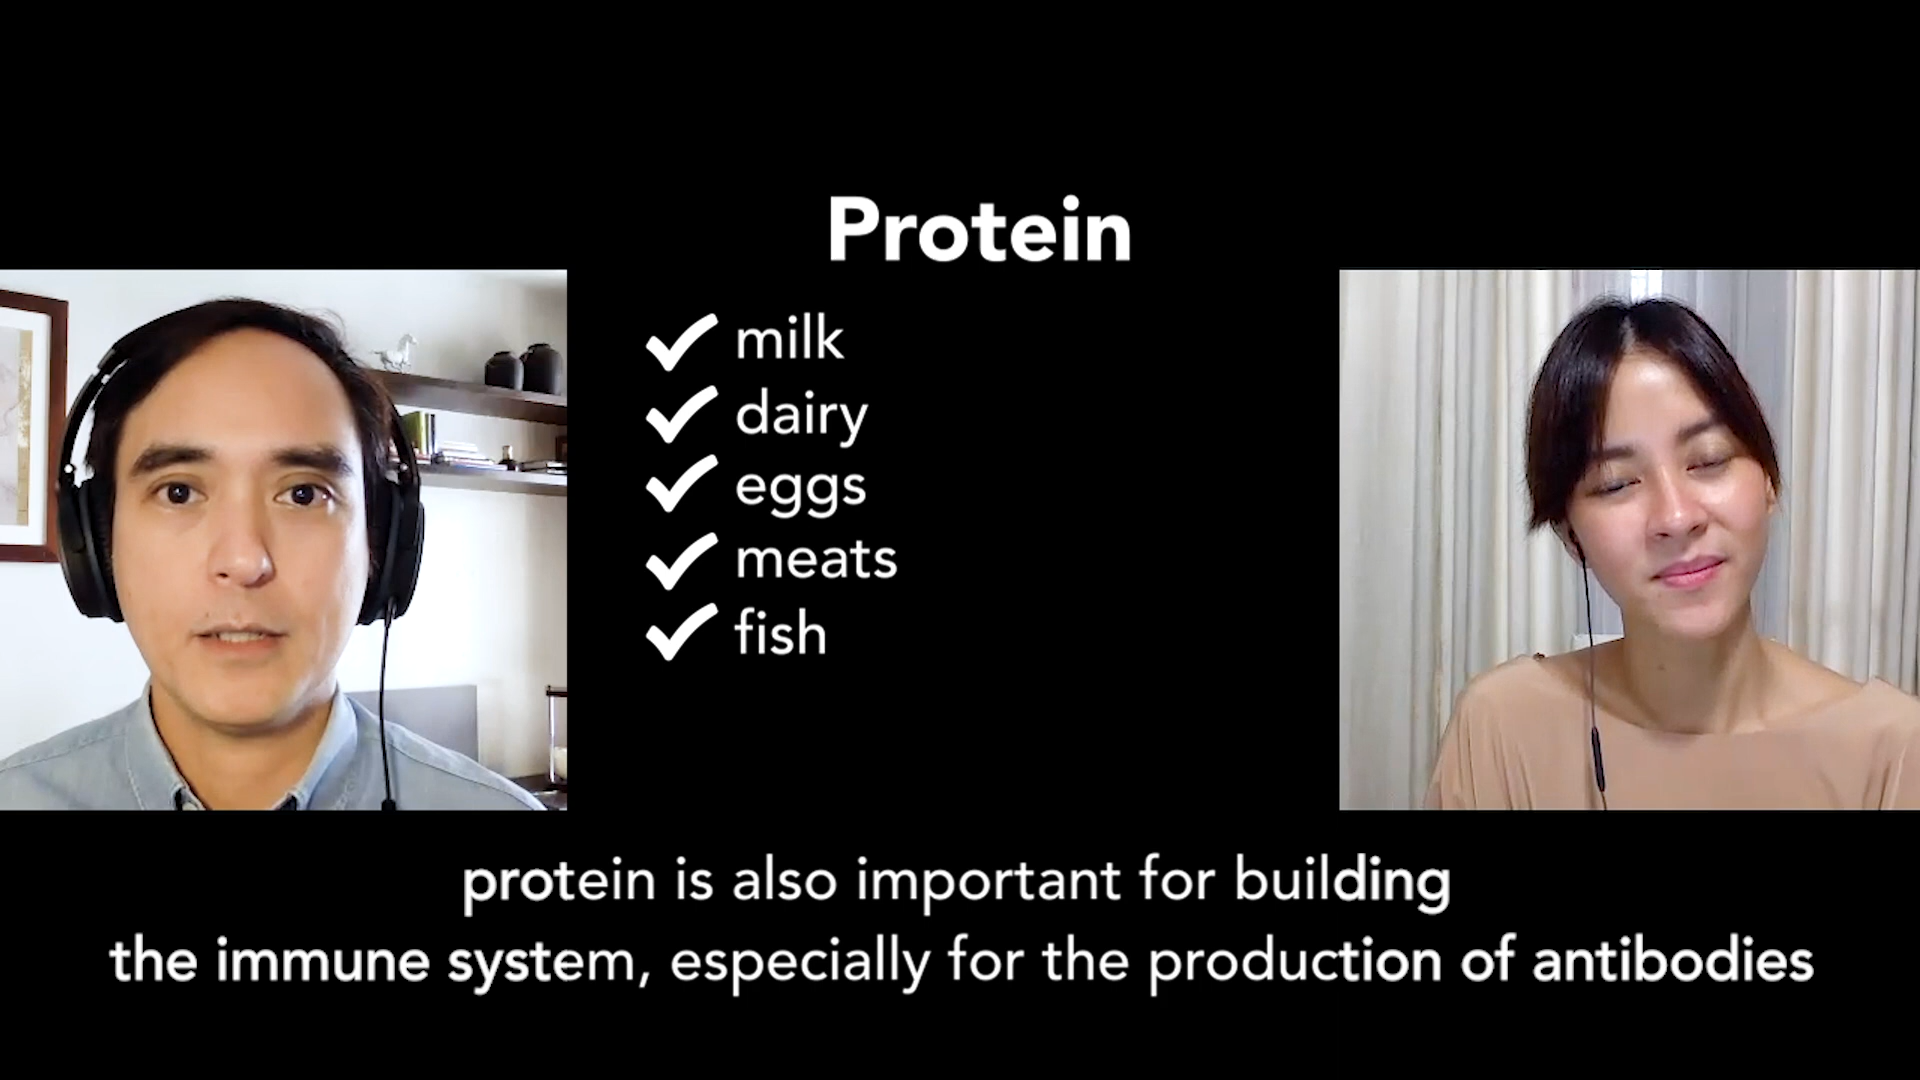 Protein
milk
dairy
eggs
meats
fish
protein is also important for building
the immune system, especially for the production of antibodies